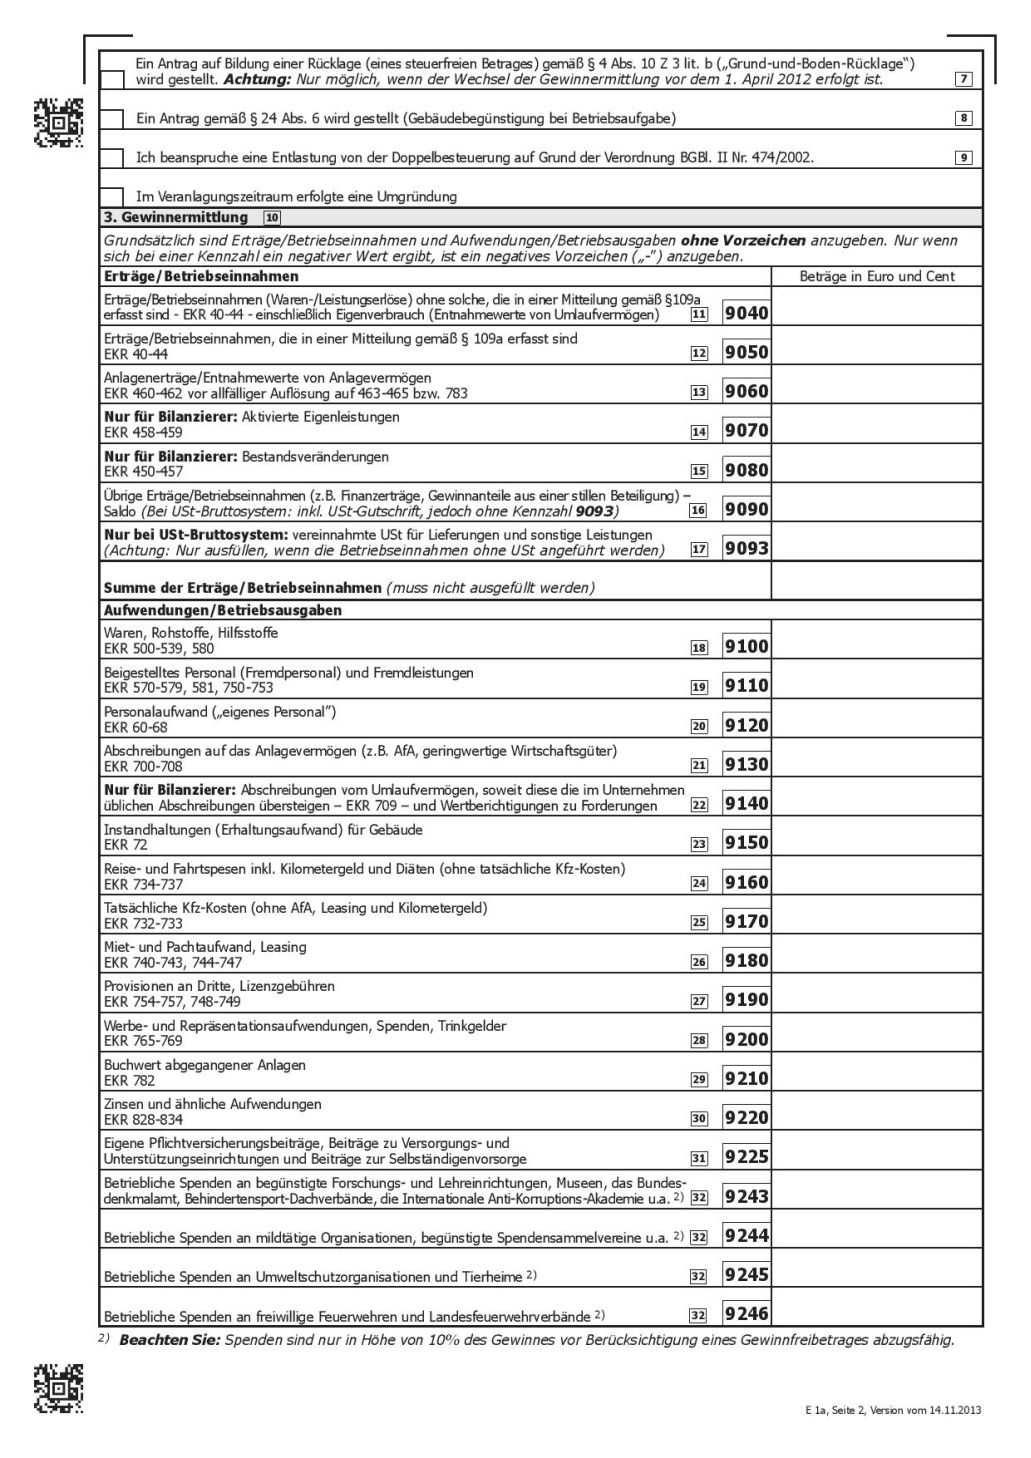 Ein Antrag auf Bildung einer Rücklage (eines steuerfreien Betrages) gemäß § 4 Abs. 10 Z 3 lit. b („Grund-und-Boden-Rücklage“)
wird gestellt. Achtung: Nur möglich, wenn der Wechsel der Gewinnermittlung vor dem 1. April 2012 erfolgt ist. 7
Ein Antrag gemäß § 24 Abs. 6 wird gestellt (Gebäudebegünstigung bei Betriebsaufgabe) 8
Ich beanspruche eine Entlastung von der Doppelbesteuerung auf Grund der Verordnung BGBl. II Nr. 474/2002. 9
Im Veranlagungszeitraum erfolgte eine Umgründung
3. Gewinnermittlung 10
Grundsätzlich sind Erträge/Betriebseinnahmen und Aufwendungen/Betriebsausgaben ohne Vorzeichen anzugeben. Nur wenn
sich bei einer Kennzahl ein negativer Wert ergibt, ist ein negatives Vorzeichen („-“) anzugeben.
Erträge/Betriebseinnahmen Beträge in Euro und Cent
Erträge/Betriebseinnahmen (Waren-/Leistungserlöse) ohne solche, die in einer Mitteilung gemäß §109a
erfasst sind - EKR 40-44 - einschließlich Eigenverbrauch (Entnahmewerte von Umlaufvermögen) 11 9040
Erträge/Betriebseinnahmen, die in einer Mitteilung gemäß § 109a erfasst sind
EKR 40-44 12 9050
Anlagenerträge/Entnahmewerte von Anlagevermögen
EKR 460-462 vor allfälliger Auflösung auf 463-465 bzw. 783 13 9060
Nur für Bilanzierer: Aktivierte Eigenleistungen
EKR 458-459 14 9070
Nur für Bilanzierer: Bestandsveränderungen
EKR 450-457 15 9080
Übrige Erträge/Betriebseinnahmen (z.B. Finanzerträge, Gewinnanteile aus einer stillen Beteiligung) –
Saldo (Bei USt-Bruttosystem: inkl. USt-Gutschrift, jedoch ohne Kennzahl 9093) 16 9090
Nur bei USt-Bruttosystem: vereinnahmte USt für Lieferungen und sonstige Leistungen
(Achtung: Nur ausfüllen, wenn die Betriebseinnahmen ohne USt angeführt werden) 17 9093
Summe der Erträge/Betriebseinnahmen (muss nicht ausgefüllt werden)
Aufwendungen/Betriebsausgaben
Waren, Rohstoffe, Hilfsstoffe
EKR 500-539, 580 18 9100
Beigestelltes Personal (Fremdpersonal) und Fremdleistungen
EKR 570-579, 581, 750-753 19 9110
Personalaufwand („eigenes Personal“)
EKR 60-68 20 9120
Abschreibungen auf das Anlagevermögen (z.B. AfA, geringwertige Wirtschaftsgüter)
EKR 700-708 21 9130
Nur für Bilanzierer: Abschreibungen vom Umlaufvermögen, soweit diese die im Unternehmen
üblichen Abschreibungen übersteigen – EKR 709 – und Wertberichtigungen zu Forderungen 22 9140
Instandhaltungen (Erhaltungsaufwand) für Gebäude
EKR 72 23 9150
Reise- und Fahrtspesen inkl. Kilometergeld und Diäten (ohne tatsächliche Kfz-Kosten)
EKR 734-737 24 9160
Tatsächliche Kfz-Kosten (ohne AfA, Leasing und Kilometergeld)
EKR 732-733 25 9170
Miet- und Pachtaufwand, Leasing
EKR 740-743, 744-747 26 9180
Provisionen an Dritte, Lizenzgebühren
EKR 754-757, 748-749 27 9190
Werbe- und Repräsentationsaufwendungen, Spenden, Trinkgelder
EKR 765-769 28 9200
Buchwert abgegangener Anlagen
EKR 782 29 9210
Zinsen und ähnliche Aufwendungen
EKR 828-834 30 9220
Eigene Pflichtversicherungsbeiträge, Beiträge zu Versorgungs- und
Unterstützungseinrichtungen und Beiträge zur Selbständigenvorsorge 31 9225
Betriebliche Spenden an begünstigte Forschungs- und Lehreinrichtungen, Museen, das Bundes-
denkmalamt, Behindertensport-Dachverbände, die Internationale Anti-Korruptions-Akademie u.a. 2) 32 9243
Betriebliche Spenden an mildtätige Organisationen, begünstigte Spendensammelvereine u.a. 2) 32 9244
Betriebliche Spenden an Umweltschutzorganisationen und Tierheime 2) 32 9245
Betriebliche Spenden an freiwillige Feuerwehren und Landesfeuerwehrverbände 2) 32 9246
2) Beachten Sie: Spenden sind nur in Höhe von 10% des Gewinnes vor Berücksichtigung eines Gewinnfreibetrages abzugsfähig.
E 1a, Seite 2, Version vom 14.11.2013